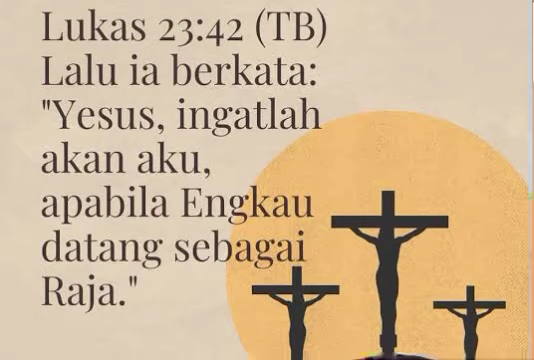 Lukas 23:42 (TB)
Lalu ia berkata:
"Yesus, ingatlah
akan aku,
apabila Engkau
datang sebagai
Raja."